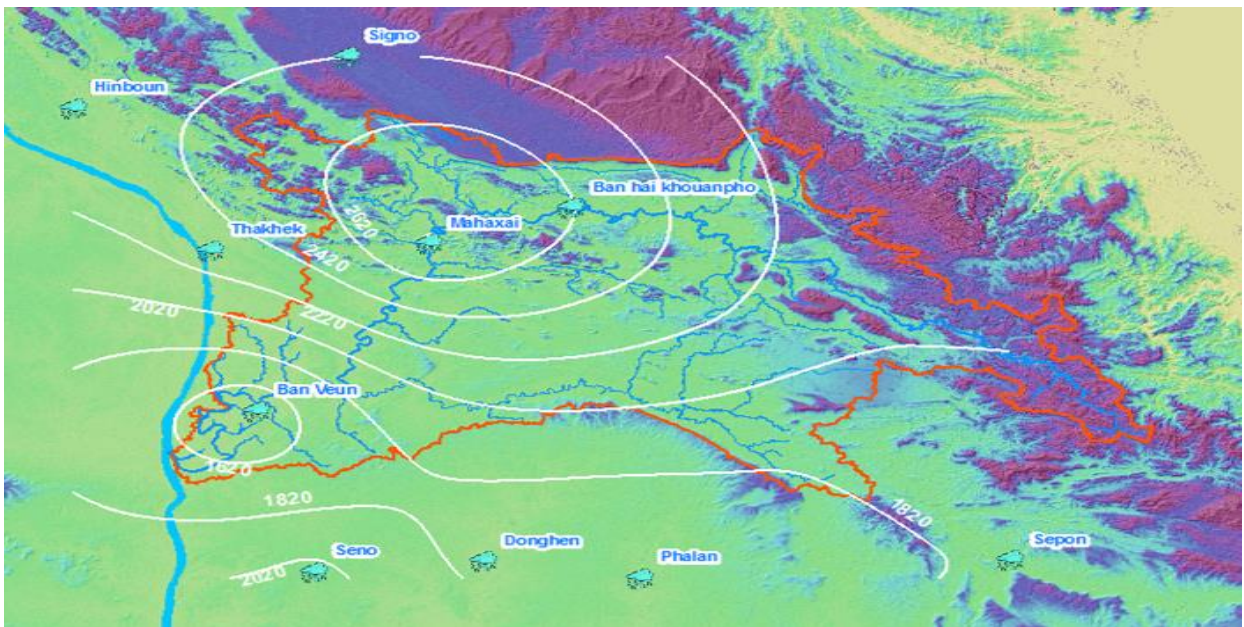 Signo
Hinboun
Ban hai khouanpho
2620
Mahaxai
Thakhek
2420
2020
2220
Ban Veun
1620
1820
1820
Seno
2020
Donghen
Phalan
Sepon